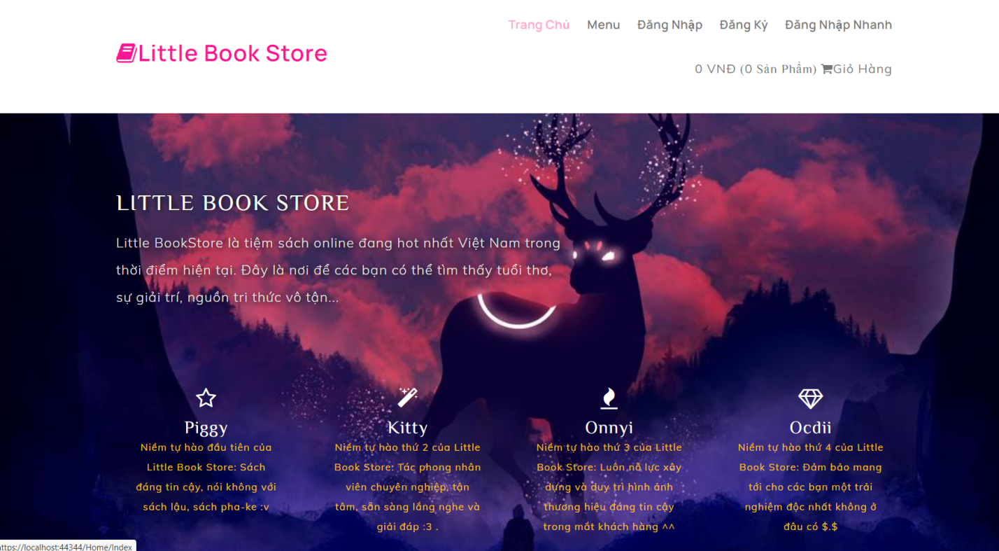 Trang Chủ Menu Đăng Nhập Đăng Ký Đăng Nhập Nhanh
Little Book Store
0 VNĐ (0 Sản Phẩm) Giỏ Hàng
LITTLE BOOK STORE
Little BookStore là tiệm sách online đang hot nhất Việt Nam trong
thời điểm hiện tại. Đây là nơi để các bạn có thể tìm thấy tuổi thơ,
sự giải trí, nguồn tri thức vô tận...
Piggy
Niềm tự hào đầu tiên của
Little Book Store: Sách
đáng tin cậy, nói không với
sách lậu, sách pha-ke :v
Kitty
Niềm tự hào thứ 2 của Little
Book Store: Tác phong nhân
viên chuyên nghiệp, tận
tâm, sẵn sàng lắng nghe và
giải đáp :3 .
Onnyi
Niềm tự hào thứ 3 của Little
Book Store: Luôn nỗ lực xây
dựng và duy trì hình ảnh
thương hiệu đáng tin cậy
trong mắt khách hàng ^^
Ocdii
Niềm tự hào thứ 4 của Little
Book Store: Đảm bảo mang
tới cho các bạn một trải
nghiệm độc nhất không ở
đâu có $.$
ttps://localhost:44344/Home/Index